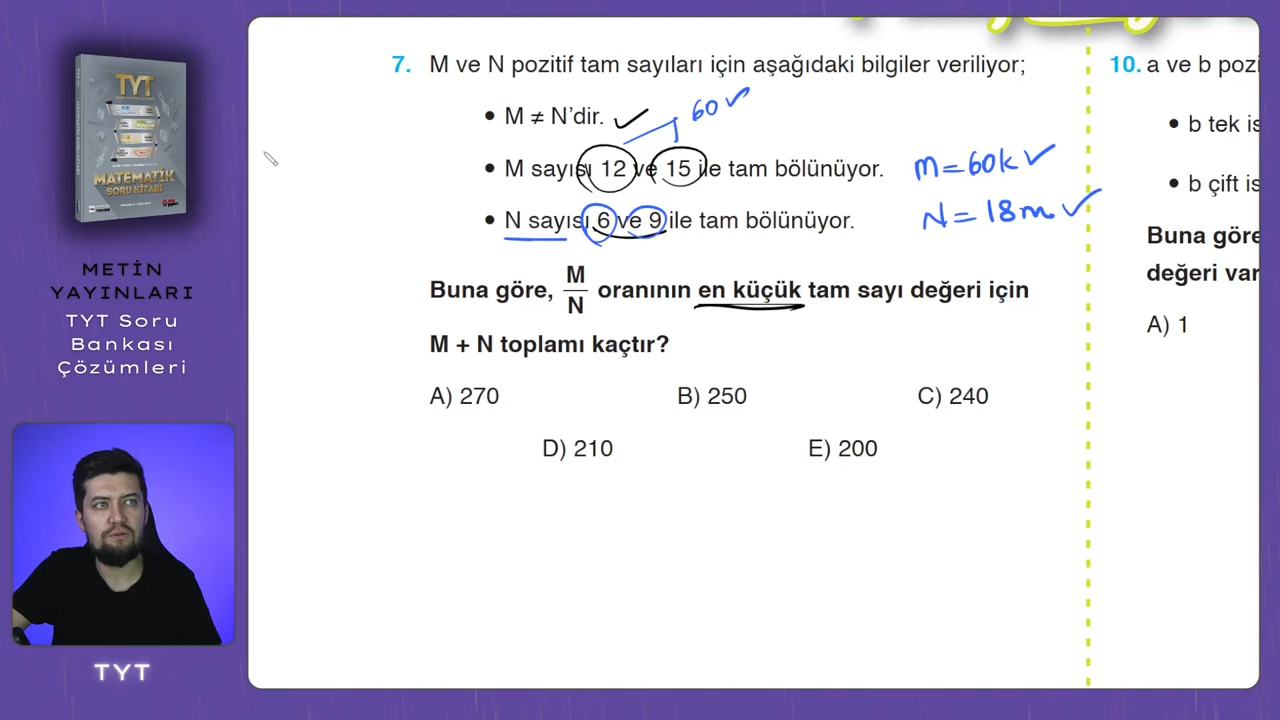 TYT
MATEMATİK
SORU KİTABI
METİN
YAYINLARI
TYT Soru
Bankası
Çözümleri
TYT
7. M ve N pozitif tam sayıları için aşağıdaki bilgiler veriliyor;
• M ≠ N'dir.
60
• M sayısı 12 ve 15 ile tam bölünüyor.
m = 60k
• N sayısı 6 ve 9 ile tam bölünüyor.
N = 18m
Buna göre, M/N oranının en küçük tam sayı değeri için
M + N toplamı kaçtır?
A) 270 B) 250 C) 240
D) 210 E) 200
10. a ve b pozi
• b tek is
• b çift is
Buna göre
değeri var
A) 1